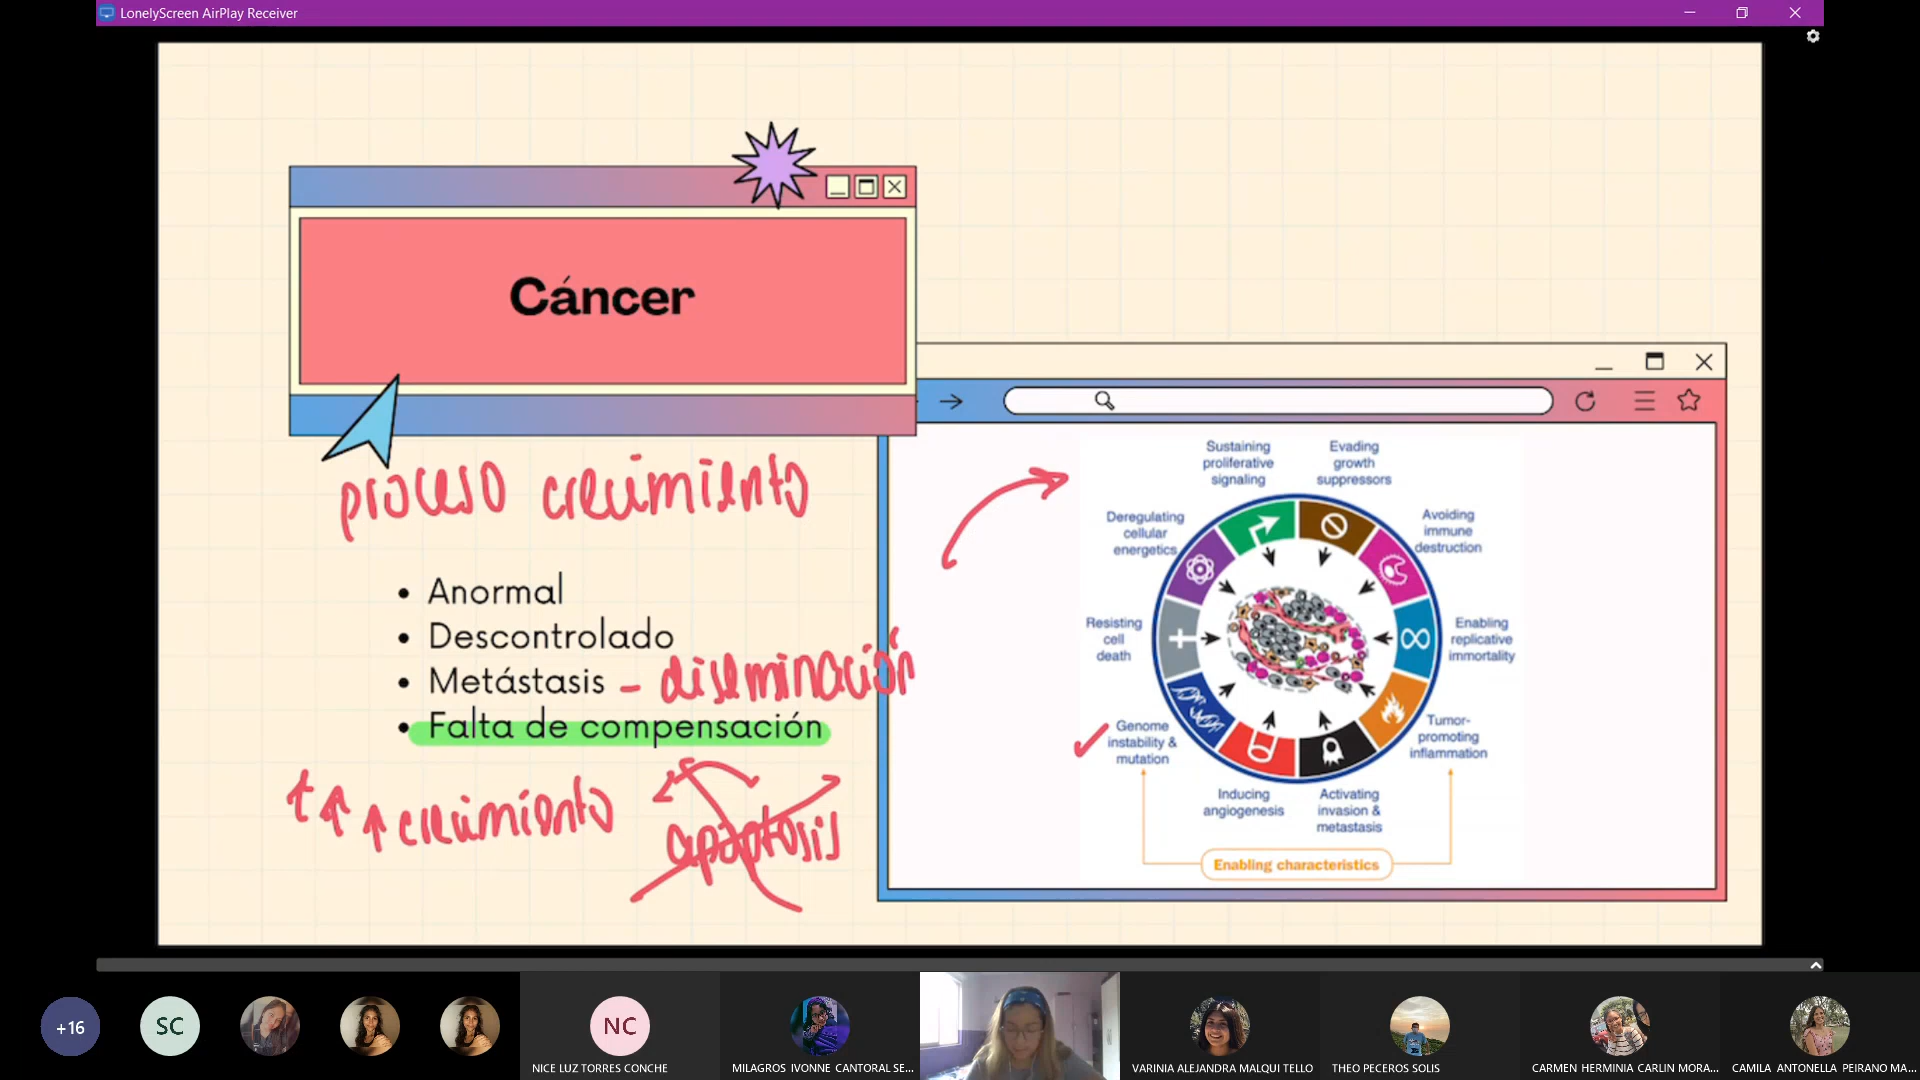 LonelyScreen AirPlay Receiver
Cáncer
proceso crecimiento
• Anormal
• Descontrolado
• Metástasis - diseminación
• Falta de compensación
↑↑↑ crecimiento apoptosis
Sustaining
proliferative
signaling
Evading
growth
suppressors
Deregulating
cellular
energetics
Avoiding
immune
destruction
Resisting
cell
death
Enabling
replicative
immortality
Genome
instability &
mutation
Tumor-
promoting
inflammation
Inducing
angiogenesis
Activating
invasion &
metastasis
Enabling characteristics
+16
SC
NC
NICE LUZ TORRES CONCHE
MILAGROS IVONNE CANTORAL SE...
VARINIA ALEJANDRA MALQUI TELLO
THEO PECEROS SOLIS
CARMEN HERMINIA CARLIN MORA...
CAMILA ANTONELLA PEIRANO MA...